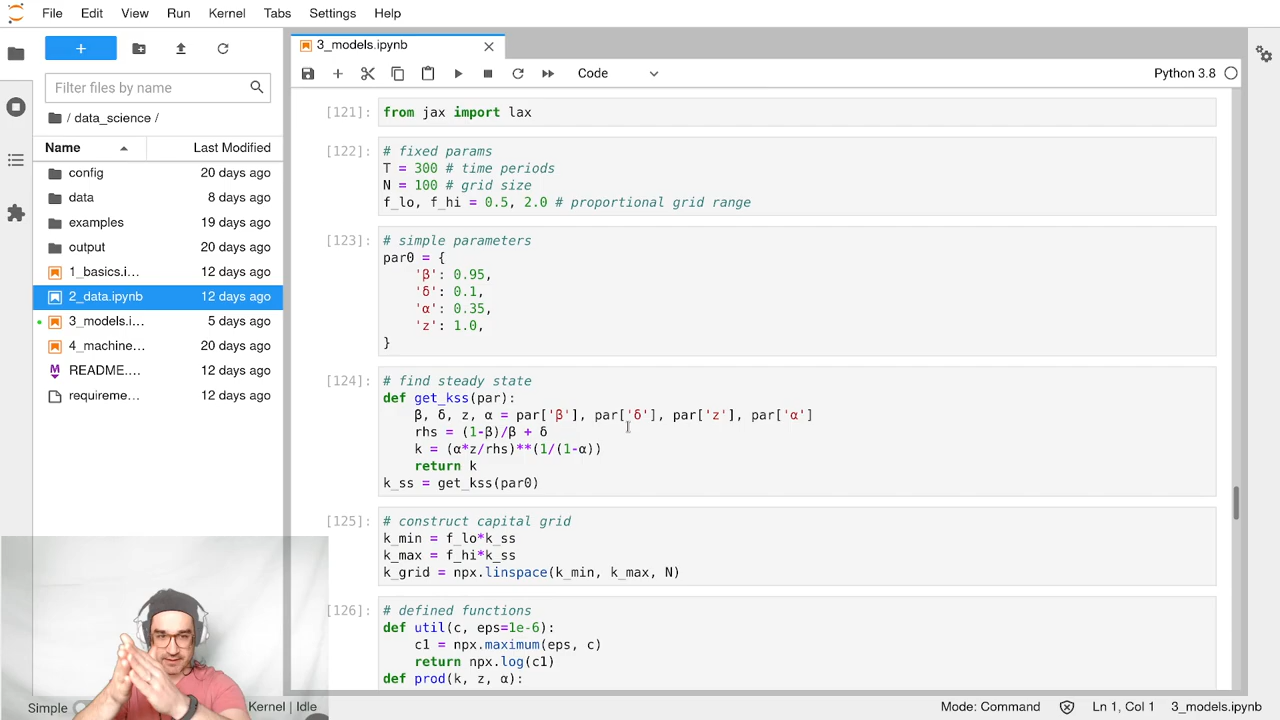 File Edit View Run Kernel Tabs Settings Help
3_models.ipynb
Code
Python 3.8
Filter files by name
/ data_science /
Name Last Modified
config 20 days ago
data 8 days ago
examples 19 days ago
output 20 days ago
1_basics.i... 12 days ago
2_data.ipynb 12 days ago
3_models.i... 5 days ago
4_machine... 20 days ago
README.... 12 days ago
requireme... 12 days ago
[121]: from jax import lax
[122]: # fixed params
T = 300 # time periods
N = 100 # grid size
f_lo, f_hi = 0.5, 2.0 # proportional grid range
[123]: # simple parameters
par0 = {
'β': 0.95,
'δ': 0.1,
'α': 0.35,
'z': 1.0,
}
[124]: # find steady state
def get_kss(par):
β, δ, z, α = par['β'], par['δ'], par['z'], par['α']
rhs = (1-β)/β + δ
k = (α*z/rhs)**(1/(1-α))
return k
k_ss = get_kss(par0)
[125]: # construct capital grid
k_min = f_lo*k_ss
k_max = f_hi*k_ss
k_grid = npx.linspace(k_min, k_max, N)
[126]: # defined functions
def util(c, eps=1e-6):
c1 = npx.maximum(eps, c)
return npx.log(c1)
def prod(k, z, α):
Simple Kernel | Idle Mode: Command Ln 1, Col 1 3_models.ipynb